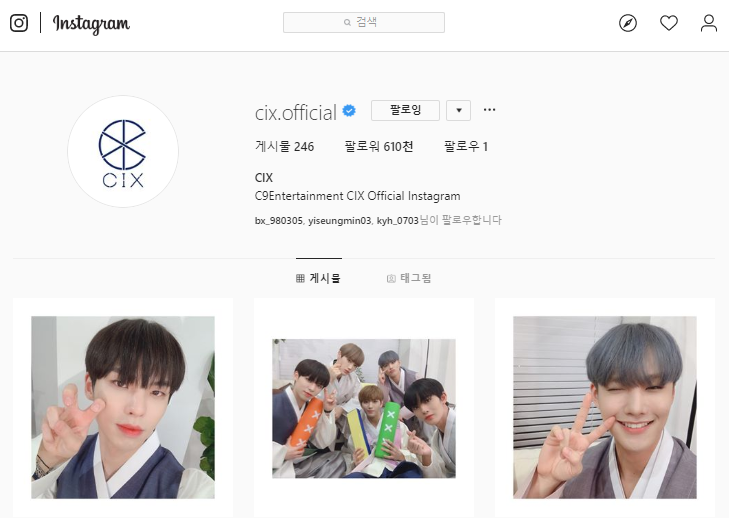 Instagram
검색
cix.official
팔로잉
게시물 246 팔로워 610천 팔로우 1
CIX
CIX
C9Entertainment CIX Official Instagram
bx_980305, yiseungmin03, kyh_0703님이 팔로우합니다
게시물 태그됨